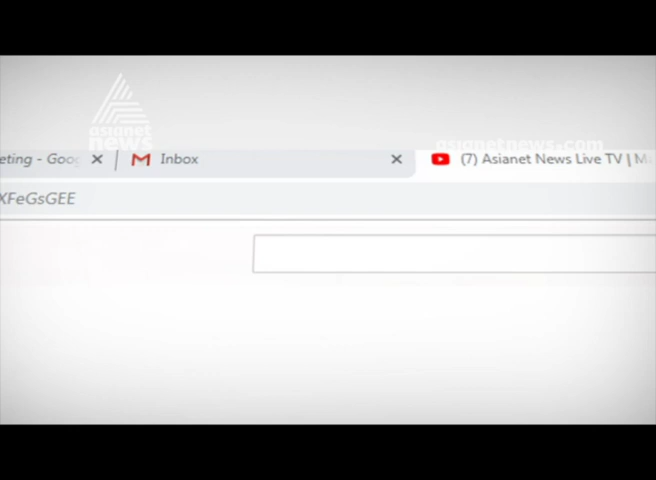 asianet
news
asianetnews.com
eting - Goo
Inbox
(7) Asianet News Live TV | M
XFeGsGEE